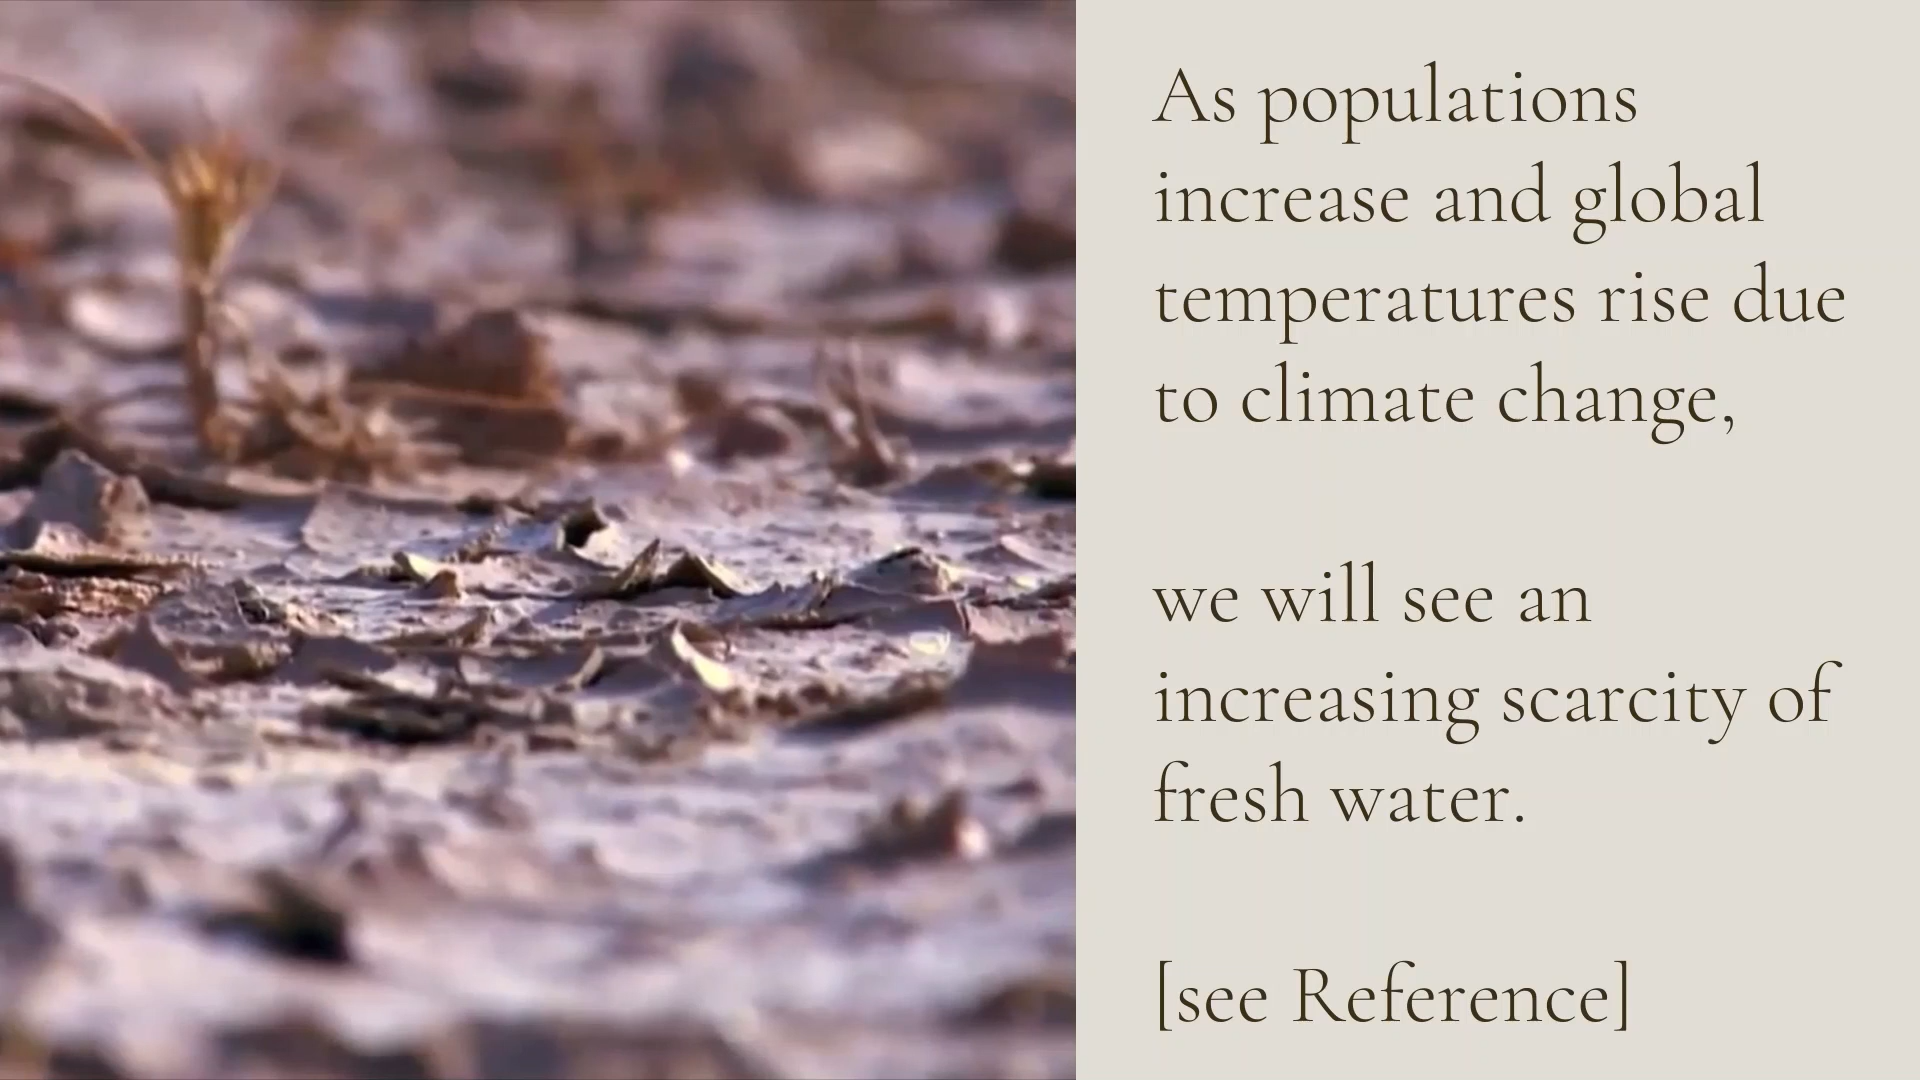 As populations
increase and global
temperatures rise due
to climate change,
we will see an
increasing scarcity of
fresh water.
[see Reference]